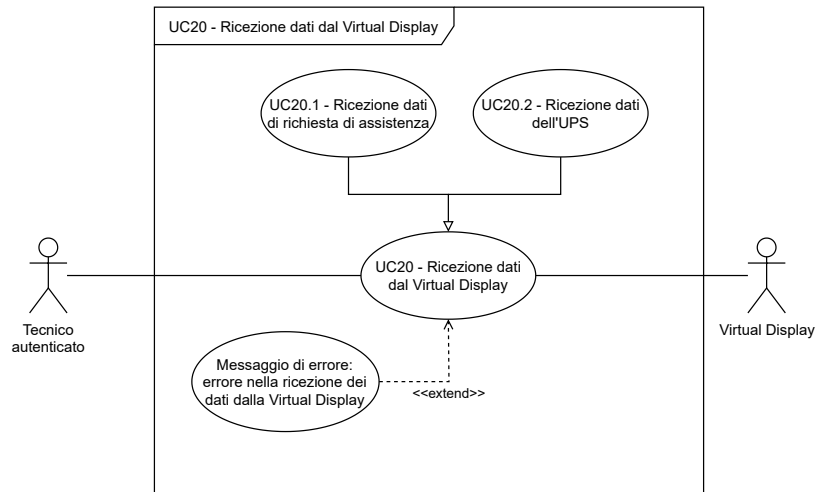 UC20 - Ricezione dati dal Virtual Display
UC20.1 - Ricezione dati
di richiesta di assistenza
UC20.2 - Ricezione dati
dell'UPS
UC20 - Ricezione dati
dal Virtual Display
Tecnico
autenticato
Virtual Display
Messaggio di errore:
errore nella ricezione dei
dati dalla Virtual Display
<<extend>>